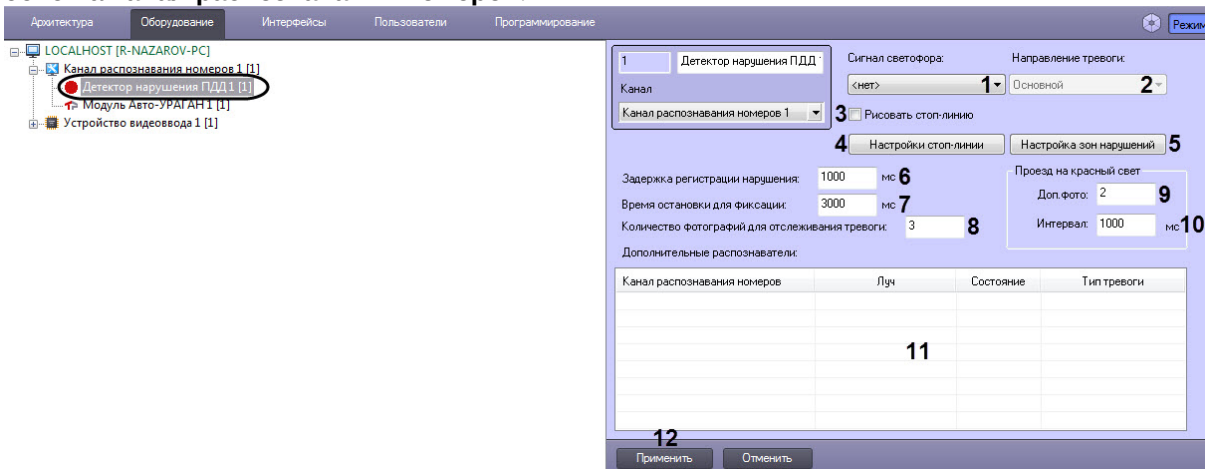 Архитектура Оборудование Интерфейсы Пользователи Программирование Режим
LOCALHOST [R-NAZAROV-PC]
Канал распознавания номеров 1 [1]
Детектор нарушения ПДД 1 [1]
Модуль Авто-УРАГАН 1 [1]
Устройство видеоввода 1 [1]
1 Детектор нарушения ПДД
Канал
Канал распознавания номеров 1
Сигнал светофора: Направление тревоги:
<нет> 1 Основной 2
3 Рисовать стоп-линию
4 Настройки стоп-линии Настройка зон нарушений 5
Задержка регистрации нарушения: 1000 мс 6
Время остановки для фиксации: 3000 мс 7
Количество фотографий для отслеживания тревоги: 3 8
Проезд на красный свет
Доп.фото: 2 9
Интервал: 1000 мс 10
Дополнительные распознаватели:
Канал распознавания номеров Луч Состояние Тип тревоги
11
12
Применить Отменить